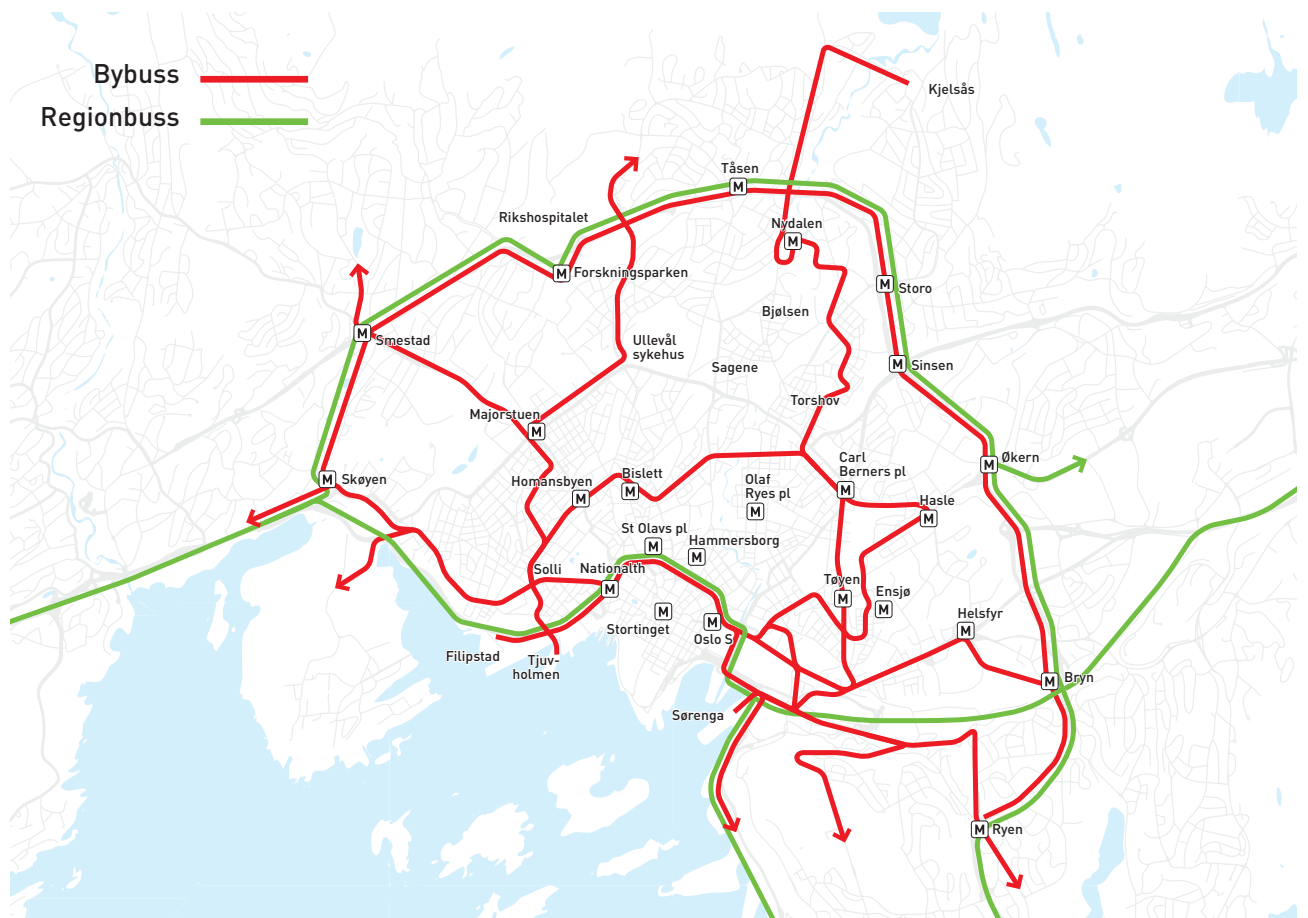 Bybuss
Regionbuss
Kjelsås
Tåsen
M
Rikshospitalet
Nydalen
M
M
Forskningsparken
M
Storo
Bjølsen
M
Smestad
Ullevål
sykehus
Sagene
M
Sinsen
Torshov
Majorstuen
M
Carl
Berners pl
M
M
Økern
M
Skøyen
Homansbyen
M
Bislett
M
Olaf
Ryes pl
M
Hasle
M
St Olavs pl
M
Hammersborg
M
Solli
Nationalth
M
Tøyen
M
Ensjø
M
Stortinget
M
Oslo S
M
Helsfyr
M
Filipstad
Tjuv-
holmen
M
Bryn
Sørenga
M
Ryen